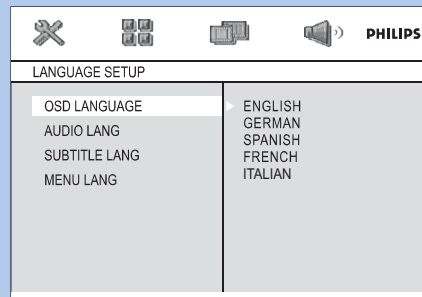 PHILIPS
LANGUAGE SETUP
OSD LANGUAGE
AUDIO LANG
SUBTITLE LANG
MENU LANG
ENGLISH
GERMAN
SPANISH
FRENCH
ITALIAN